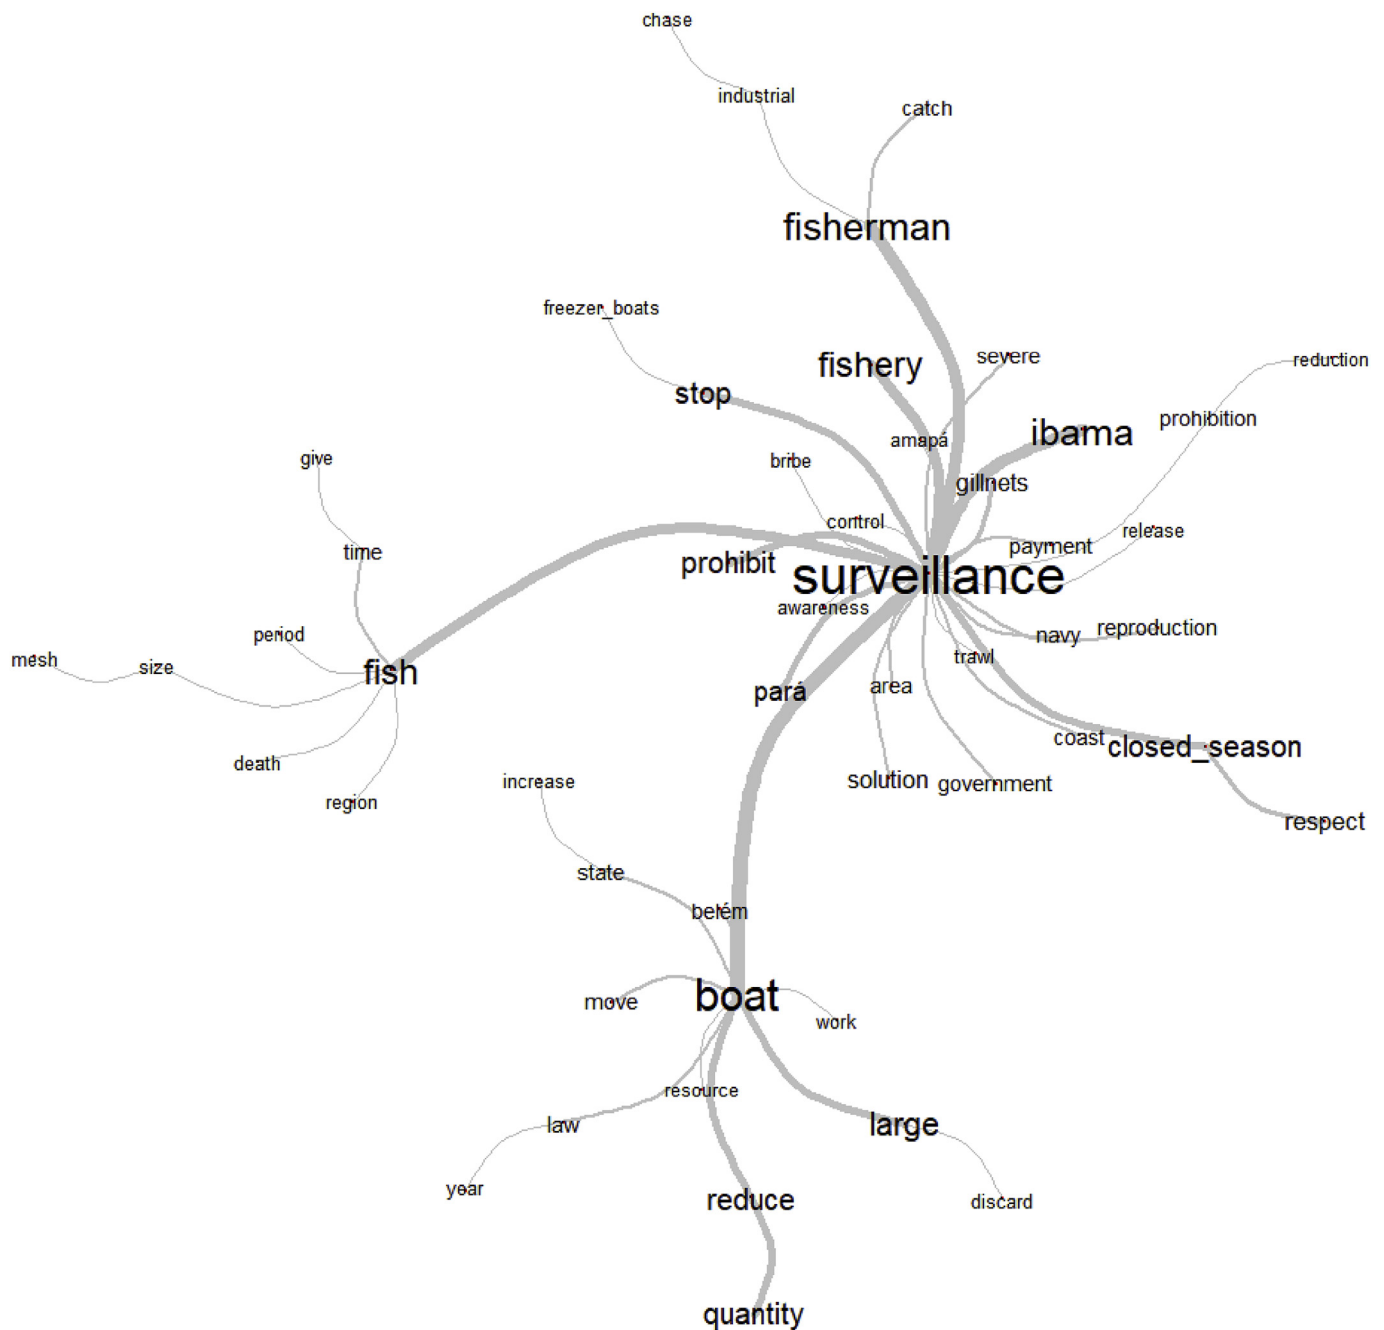 chase
industrial
catch
fisherman
freezer_boats
fishery
severe
reduction
stop
prohibition
ibama
amapá
give
bribe
gillnets
control
release
time
payment
prohibit
surveillance
awareness
period
navy
reproduction
mesh
size
fish
trawl
pará
area
coast
closed_season
death
increase
solution
government
region
respect
state
belém
move
boat
work
resource
law
large
year
reduce
discard
quantity